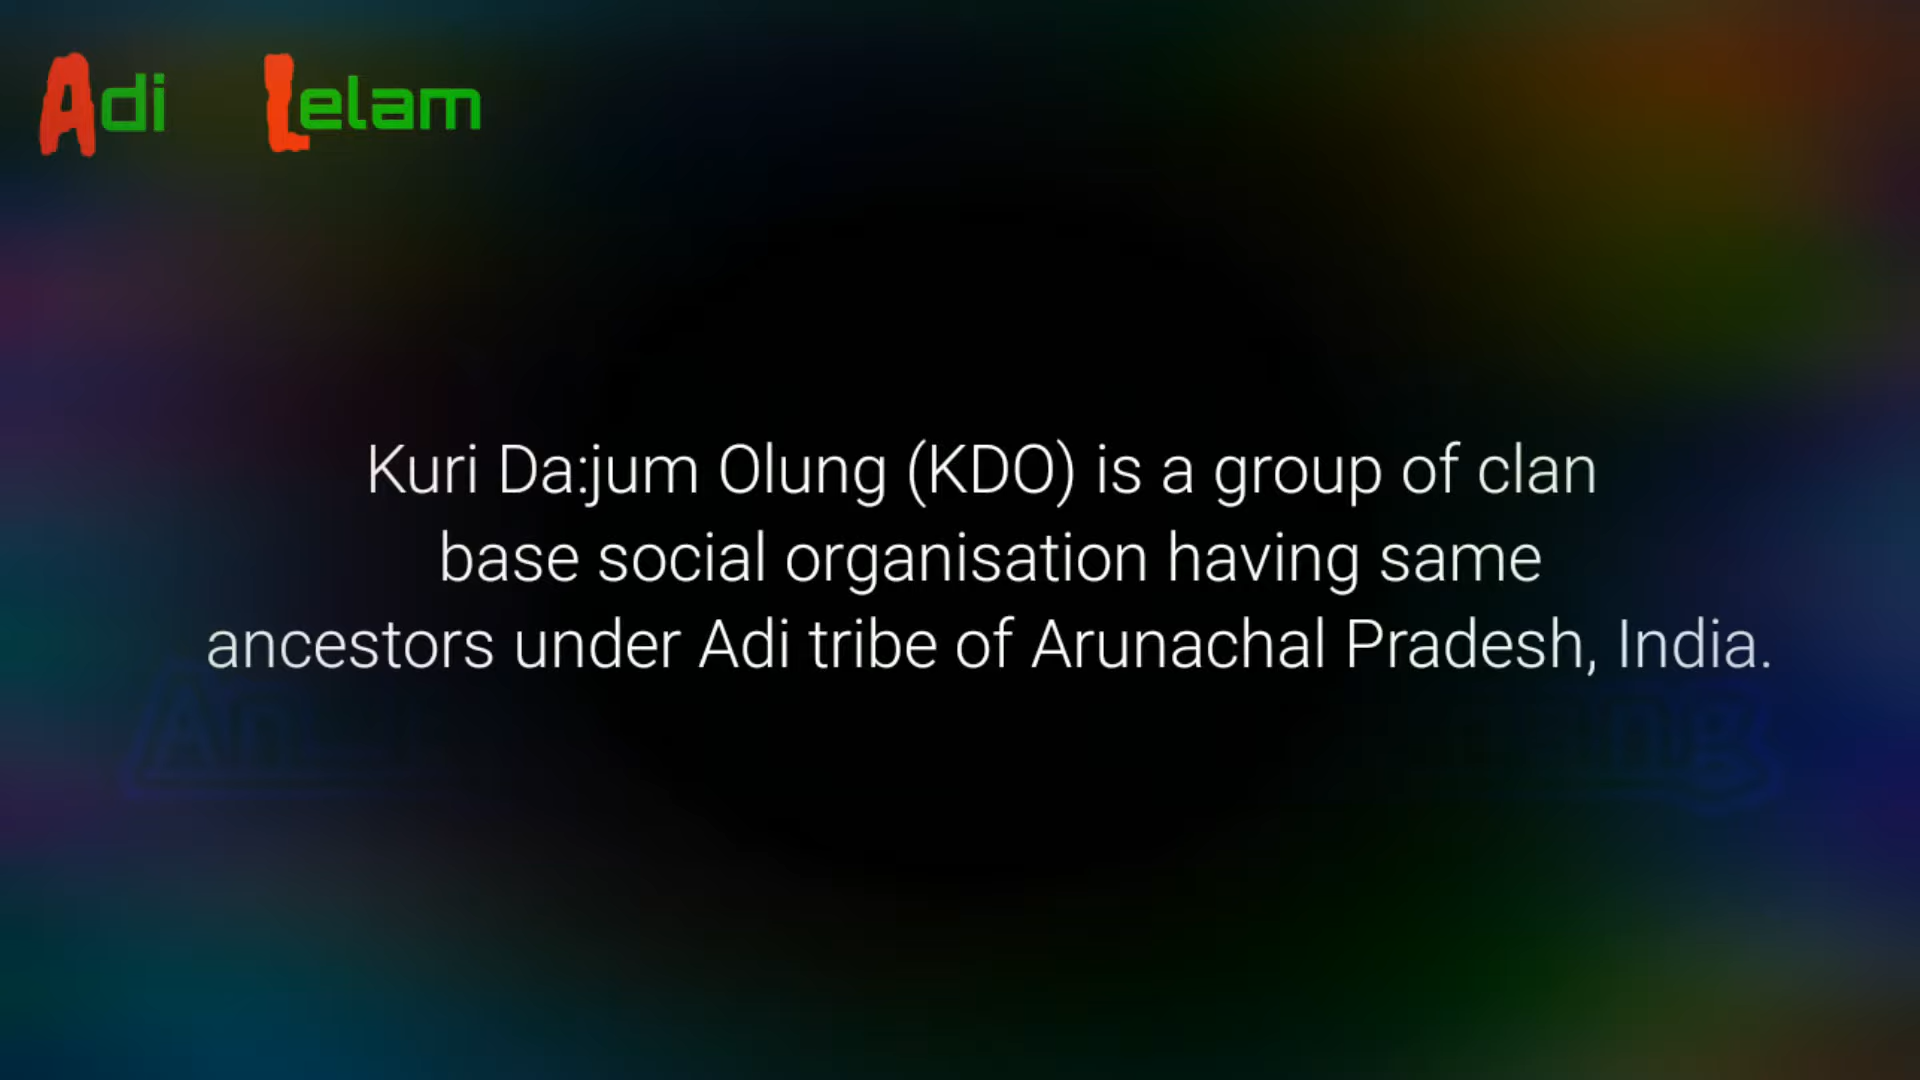 Adi Lelam
Kuri Da:jum Olung (KDO) is a group of clan
base social organisation having same
ancestors under Adi tribe of Arunachal Pradesh, India.